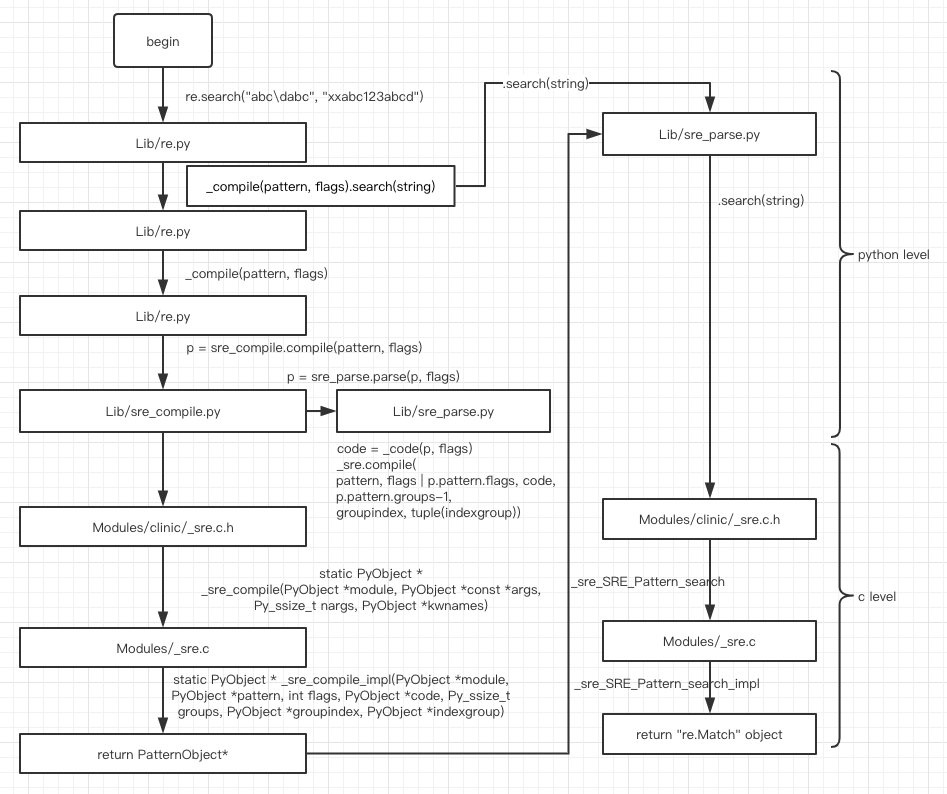 begin
re.search("abc\dabc", "xxabc123abcd")
Lib/re.py
_compile(pattern, flags).search(string)
Lib/re.py
_compile(pattern, flags)
Lib/re.py
p = sre_compile.compile(pattern, flags)
p = sre_parse.parse(p, flags)
Lib/sre_compile.py
Lib/sre_parse.py
code = _code(p, flags)
_sre.compile(
pattern, flags | p.pattern.flags, code,
p.pattern.groups-1,
groupindex, tuple(indexgroup))
Modules/clinic/_sre.c.h
static PyObject *
_sre_compile(PyObject *module, PyObject *const *args,
Py_ssize_t nargs, PyObject *kwnames)
Modules/_sre.c
static PyObject * _sre_compile_impl(PyObject *module,
PyObject *pattern, int flags, PyObject *code, Py_ssize_t
groups, PyObject *groupindex, PyObject *indexgroup)
return PatternObject*
.search(string)
Lib/sre_parse.py
.search(string)
Modules/clinic/_sre.c.h
_sre_SRE_Pattern_search
Modules/_sre.c
_sre_SRE_Pattern_search_impl
return "re.Match" object
python level
c level